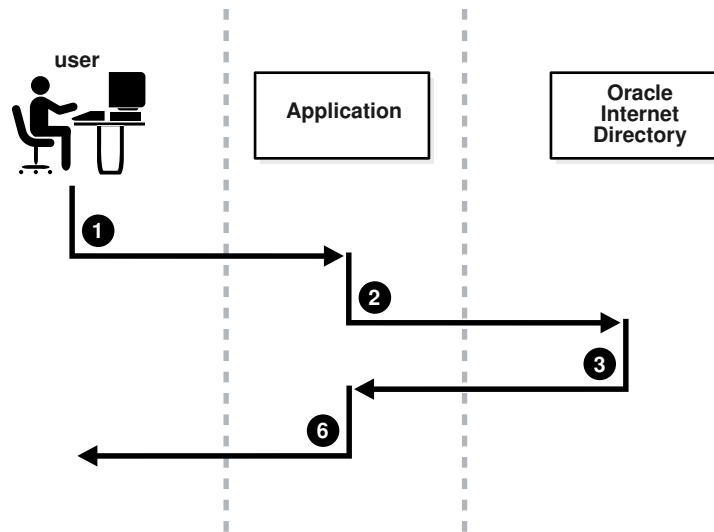 user
Application
Oracle
Internet
Directory
1
2
3
6